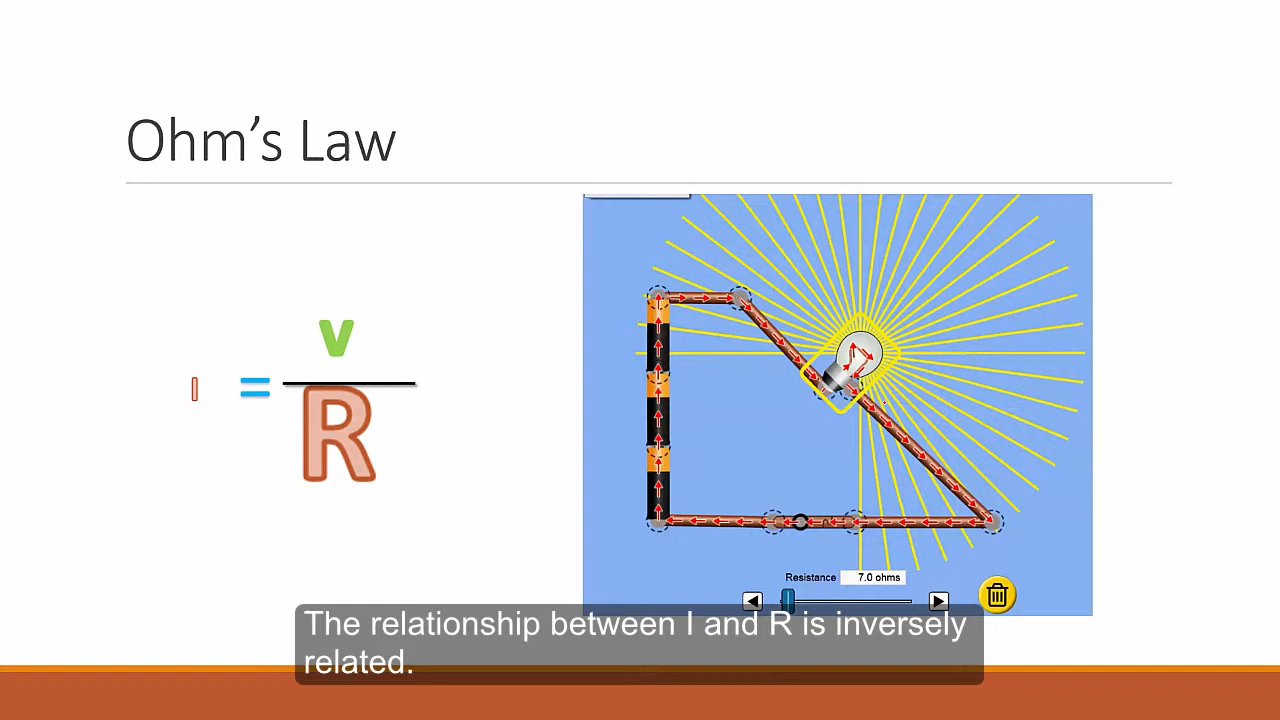 Ohm's Law
I = V
R
Resistance 7.0 ohms
The relationship between I and R is inversely
related.